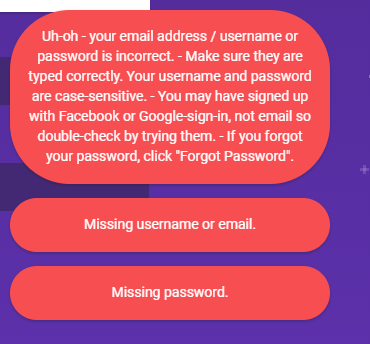 Uh-oh - your email address / username or
password is incorrect. - Make sure they are
typed correctly. Your username and password
are case-sensitive. - You may have signed up
with Facebook or Google-sign-in, not email so
double-check by trying them. - If you forgot
your password, click "Forgot Password".
Missing username or email.
Missing password.